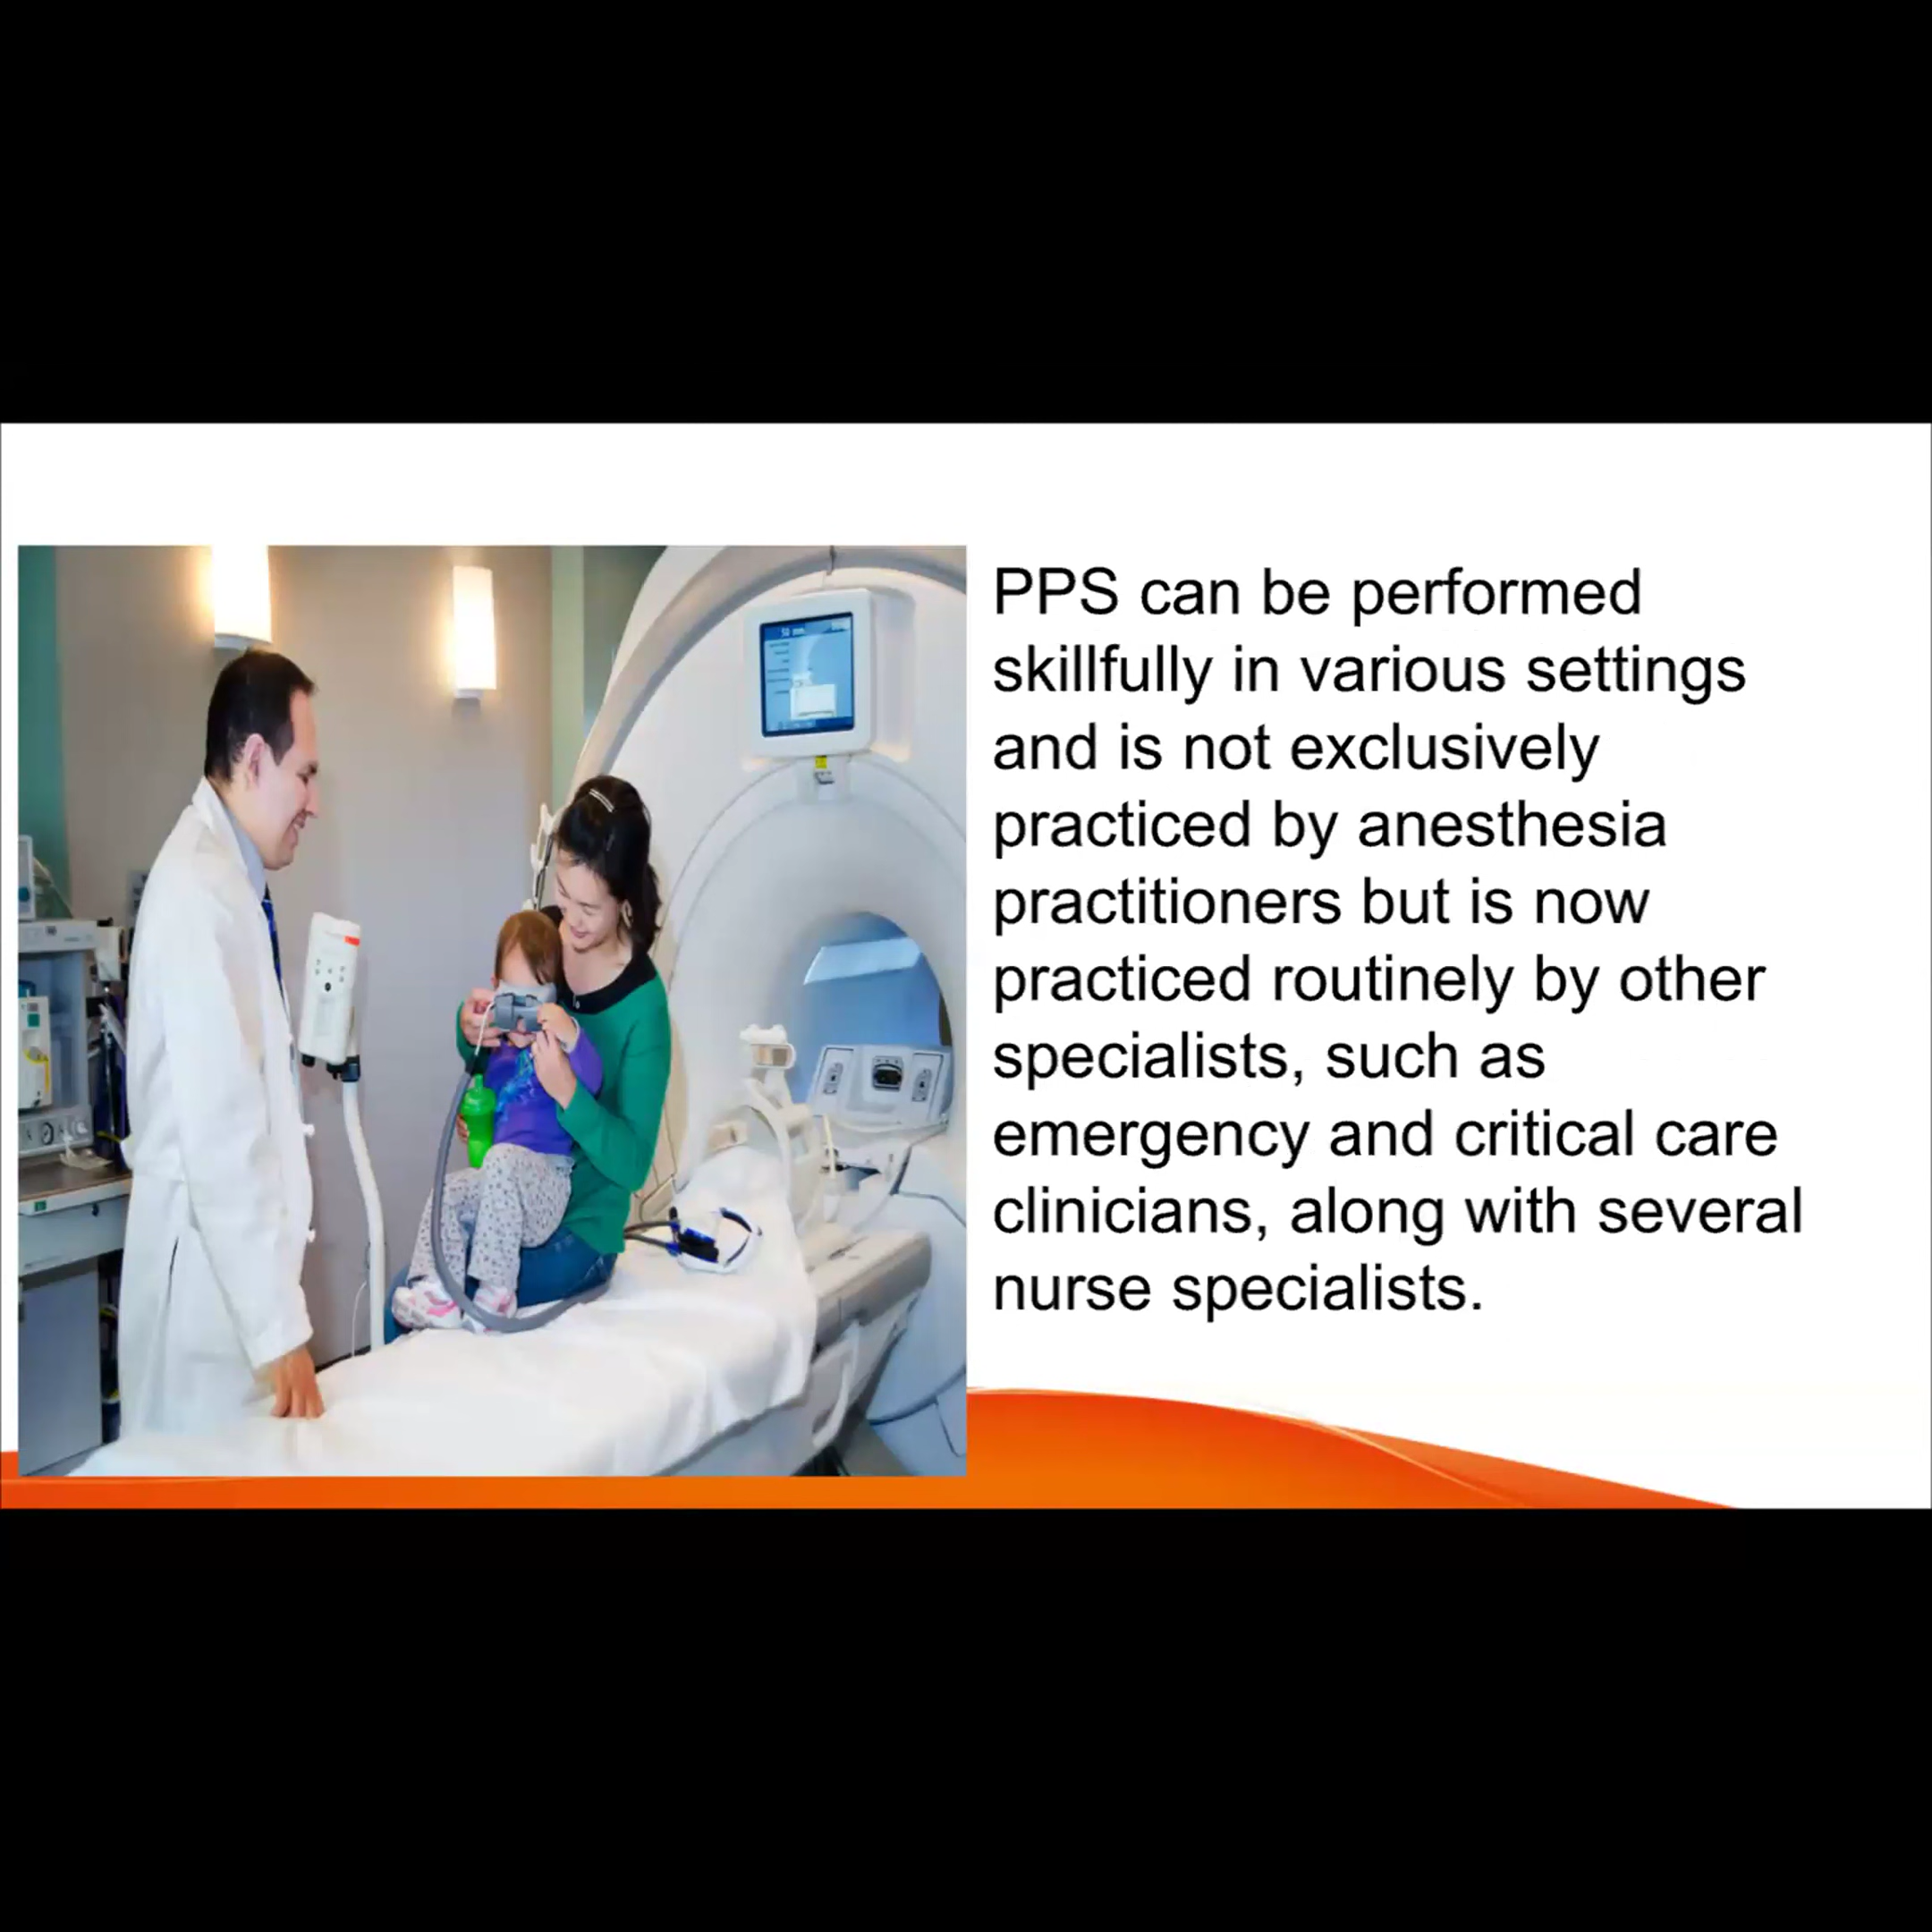 PPS can be performed
skillfully in various settings
and is not exclusively
practiced by anesthesia
practitioners but is now
practiced routinely by other
specialists, such as
emergency and critical care
clinicians, along with several
nurse specialists.